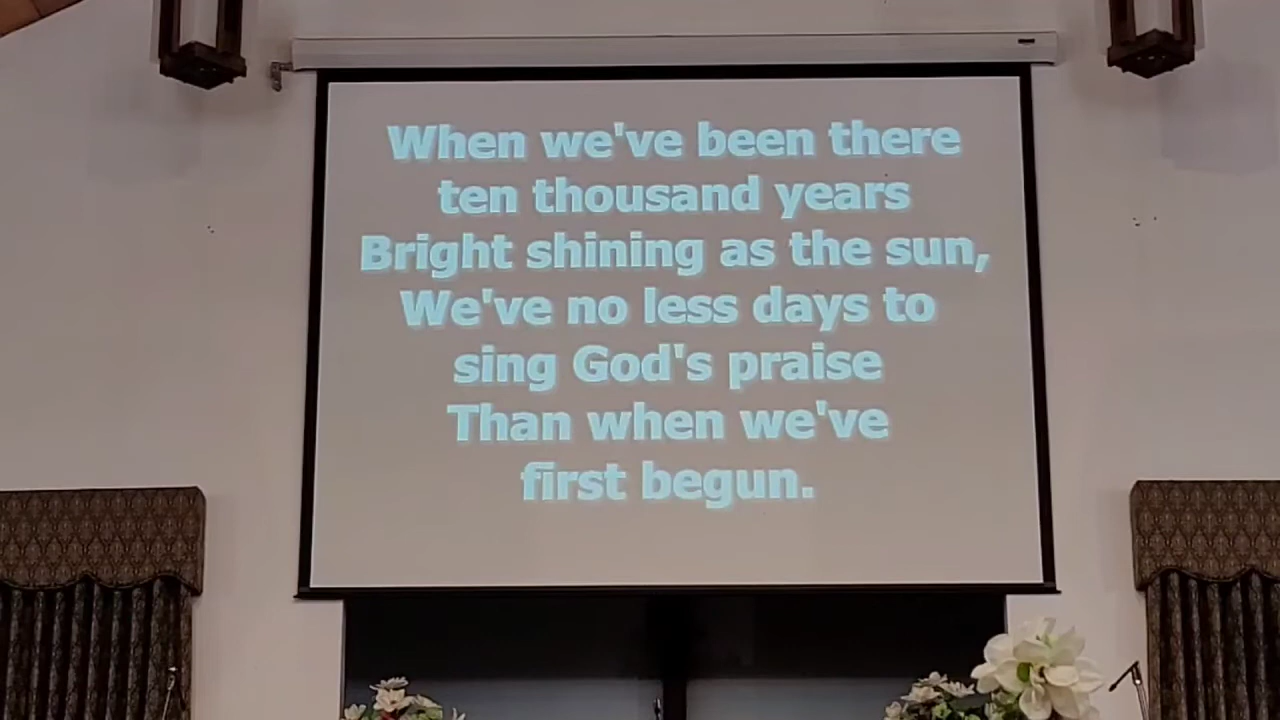 When we've been there
ten thousand years
Bright shining as the sun,
We've no less days to
sing God's praise
Than when we've
first begun.